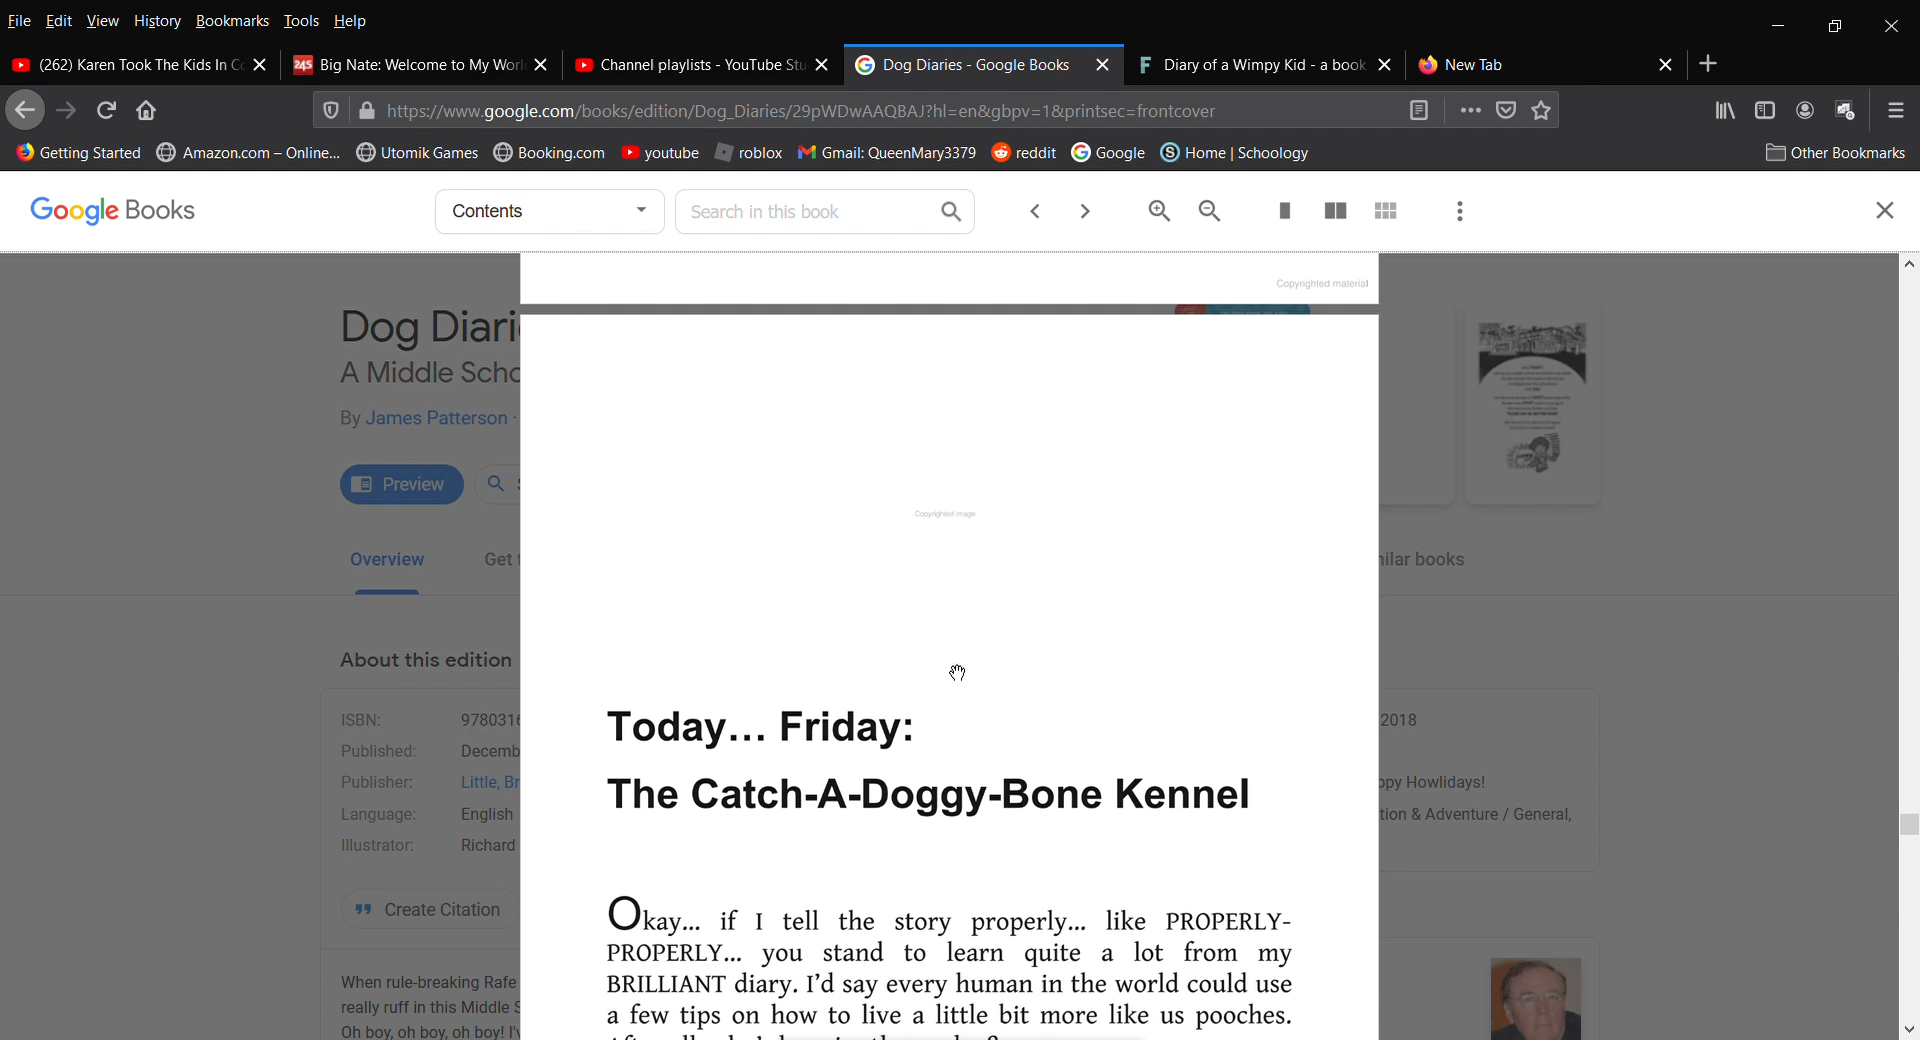 File Edit View History Bookmarks Tools Help
(262) Karen Took The Kids In Co
Big Nate: Welcome to My Worl
Channel playlists - YouTube Stu
Dog Diaries - Google Books
Diary of a Wimpy Kid - a book
New Tab
https://www.google.com/books/edition/Dog_Diaries/29pWDwAAQBAJ?hl=en&gbpv=1&printsec=frontcover
Getting Started Amazon.com – Online... Utomik Games Booking.com youtube roblox Gmail: QueenMary3379 reddit Google Home | Schoology Other Bookmarks
Google Books Contents Search in this book
Copyrighted material
Dog Diari
A Middle Scho
By James Patterson ·
Preview
Copyrighted image
Overview Get ilar books
About this edition
Today... Friday:
The Catch-A-Doggy-Bone Kennel
ISBN: 978031 2018
Published: Decemb
Publisher: Little, Br ppy Howlidays!
Language: English tion & Adventure / General,
Illustrator: Richard
Create Citation
Okay... if I tell the story properly... like PROPERLY-
PROPERLY... you stand to learn quite a lot from my
BRILLIANT diary. I'd say every human in the world could use
a few tips on how to live a little bit more like us pooches.
When rule-breaking Rafe
really ruff in this Middle S
Oh boy, oh boy, oh boy! I'v